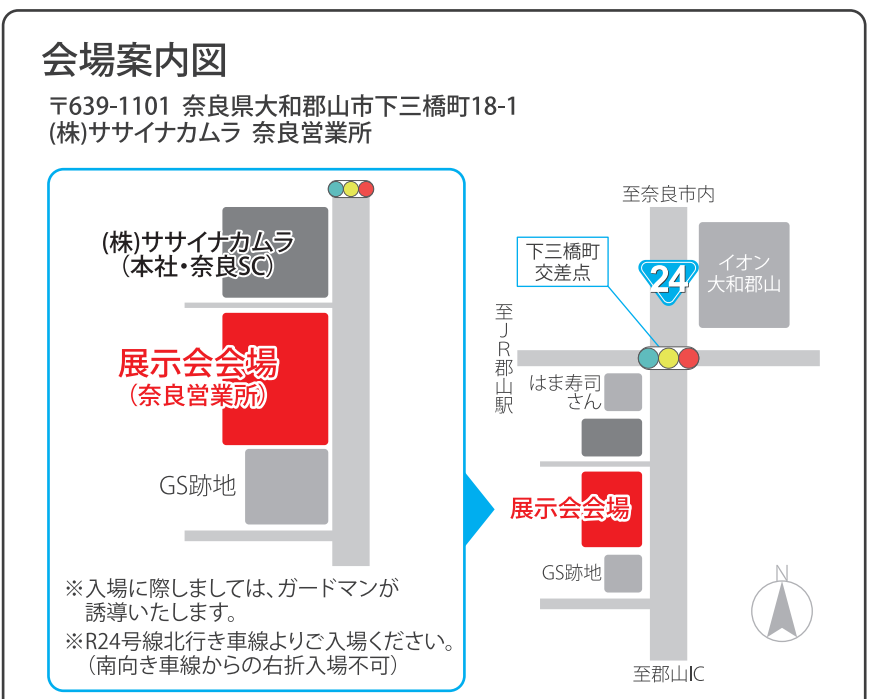 会場案内図
〒639-1101 奈良県大和郡山市下三橋町18-1
(株)ササイナカムラ 奈良営業所
(株)ササイナカムラ
(本社・奈良SC)
展示会会場
(奈良営業所)
GS跡地
※入場に際しましては、ガードマンが
誘導いたします。
※R24号線北行き車線よりご入場ください。
(南向き車線からの右折入場不可)
至奈良市内
下三橋町
交差点
24
イオン
大和郡山
至JR郡山駅
はま寿司
さん
展示会会場
GS跡地
N
至郡山IC